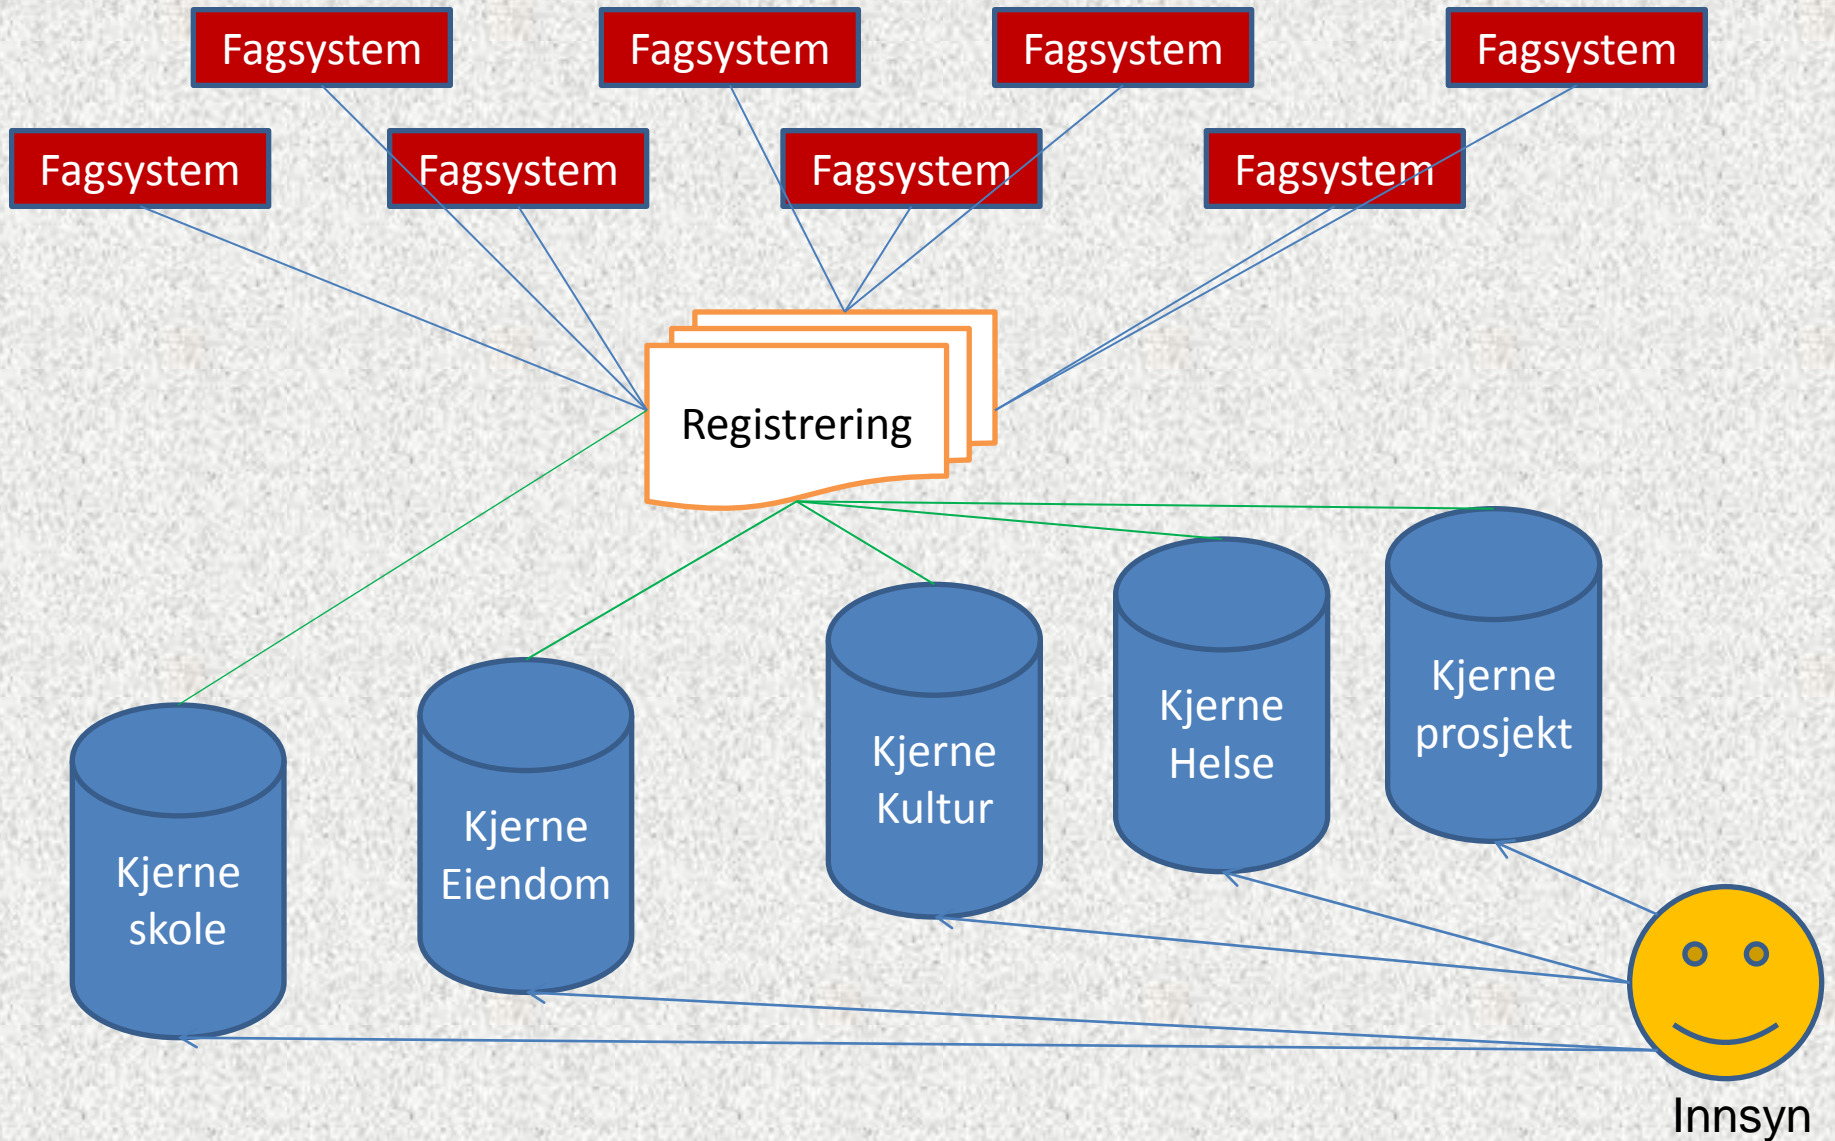 Fagsystem
Fagsystem
Fagsystem
Fagsystem
Fagsystem
Fagsystem
Fagsystem
Fagsystem
Registrering
Kjerne
skole
Kjerne
Eiendom
Kjerne
Kultur
Kjerne
Helse
Kjerne
prosjekt
Innsyn